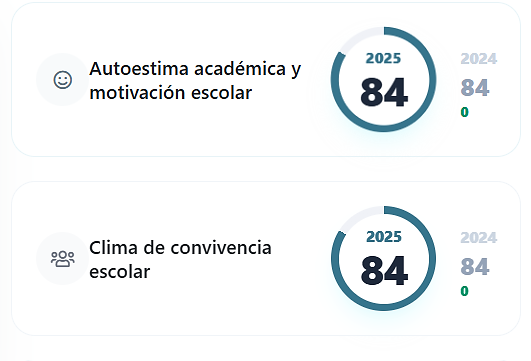 Autoestima académica y
motivación escolar
2025
84
2024
84
0
Clima de convivencia
escolar
2025
84
2024
84
0